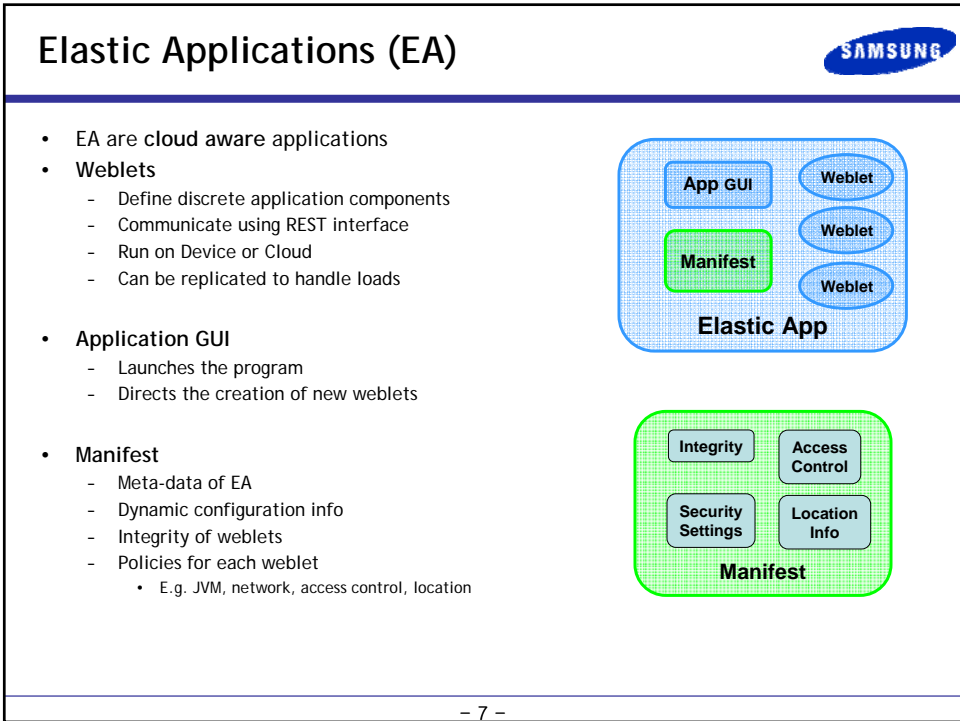 Elastic Applications (EA)
SAMSUNG
• EA are cloud aware applications
• Weblets
– Define discrete application components
– Communicate using REST interface
– Run on Device or Cloud
– Can be replicated to handle loads
• Application GUI
– Launches the program
– Directs the creation of new weblets
• Manifest
– Meta-data of EA
– Dynamic configuration info
– Integrity of weblets
– Policies for each weblet
• E.g. JVM, network, access control, location
App GUI
Weblet
Weblet
Manifest
Weblet
Elastic App
Integrity
Access
Control
Security
Settings
Location
Info
Manifest
– 7 –